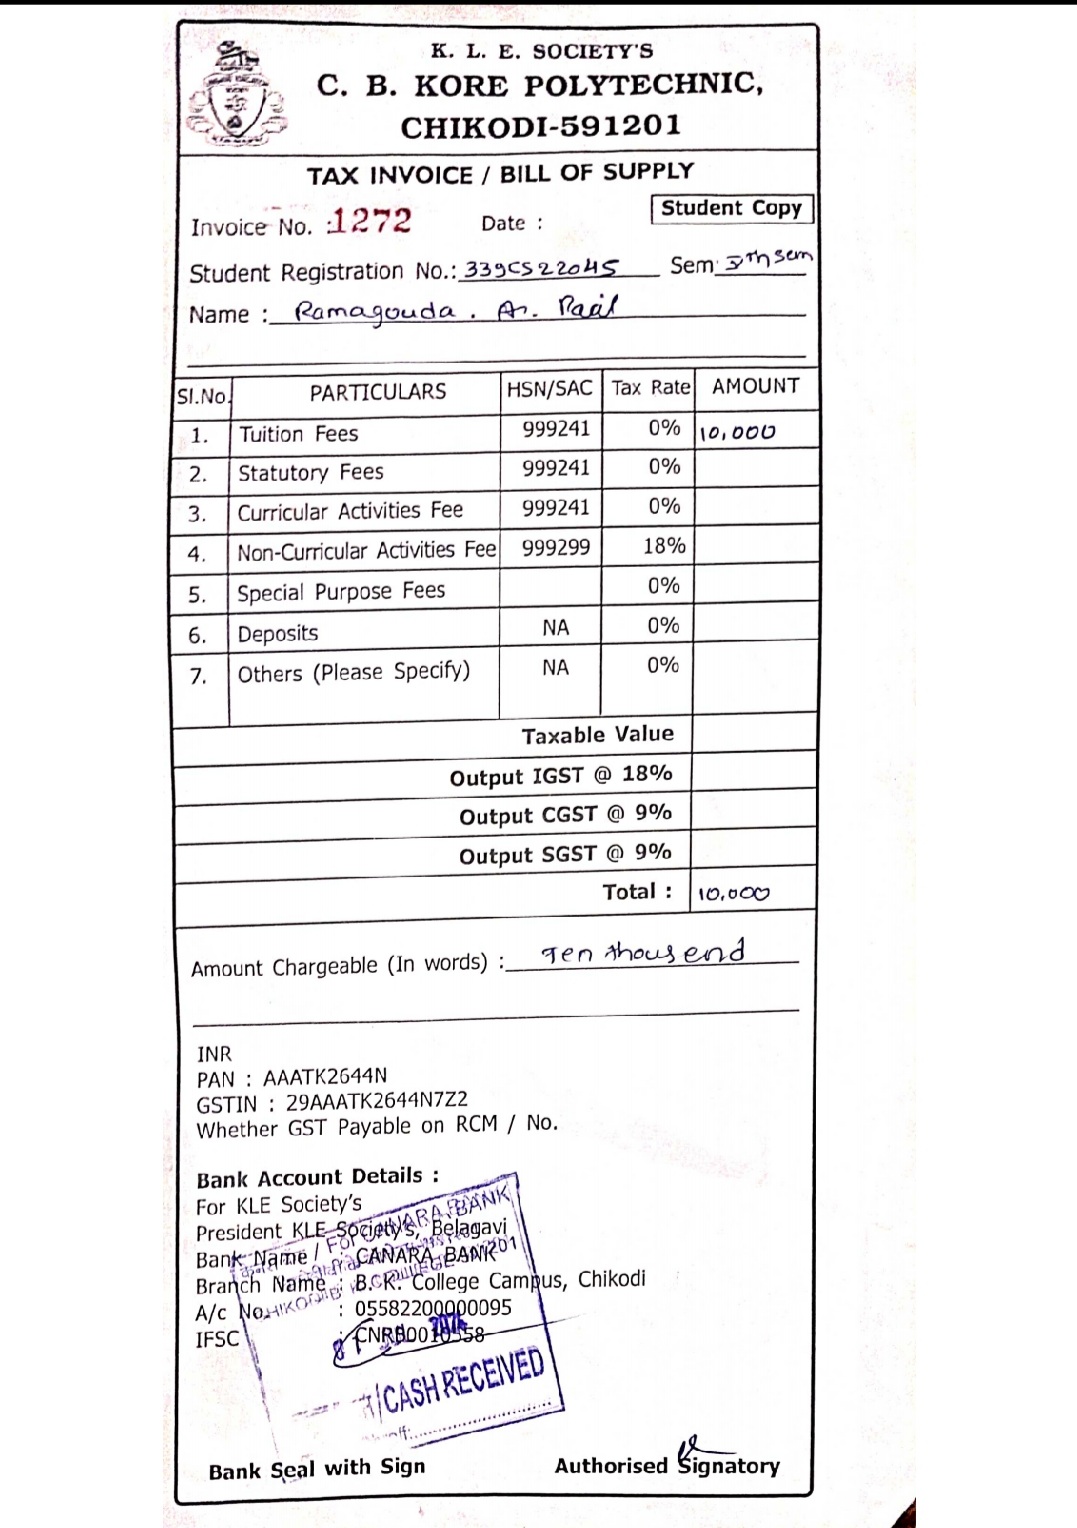 K. L. E. SOCIETY'S
C. B. KORE POLYTECHNIC,
CHIKODI-591201
TAX INVOICE / BILL OF SUPPLY
Student Copy
Invoice No. :1272 Date :
Student Registration No.: 339CS22045 Sem: Vth sem
Name : Ramagouda . A.
Sl.No. PARTICULARS HSN/SAC Tax Rate AMOUNT
1. Tuition Fees 999241 0% 10,000
2. Statutory Fees 999241 0%
3. Curricular Activities Fee 999241 0%
4. Non-Curricular Activities Fee 999299 18%
5. Special Purpose Fees 0%
6. Deposits NA 0%
7. Others (Please Specify) NA 0%
Taxable Value
Output IGST @ 18%
Output CGST @ 9%
Output SGST @ 9%
Total : 10,000
Amount Chargeable (In words) : Ten thousend
INR
PAN : AAATK2644N
GSTIN : 29AAATK2644N7Z2
Whether GST Payable on RCM / No.
Bank Account Details :
For KLE Society's
President KLE Society's, Belagavi
Bank Name : CANARA BANK
Branch Name : B.C.K. College Campus, Chikodi
A/c No. : 05582200000095
IFSC : CNRB0010558
For CANARA BANK
CASH RECEIVED
Bank Seal with Sign Authorised Signatory